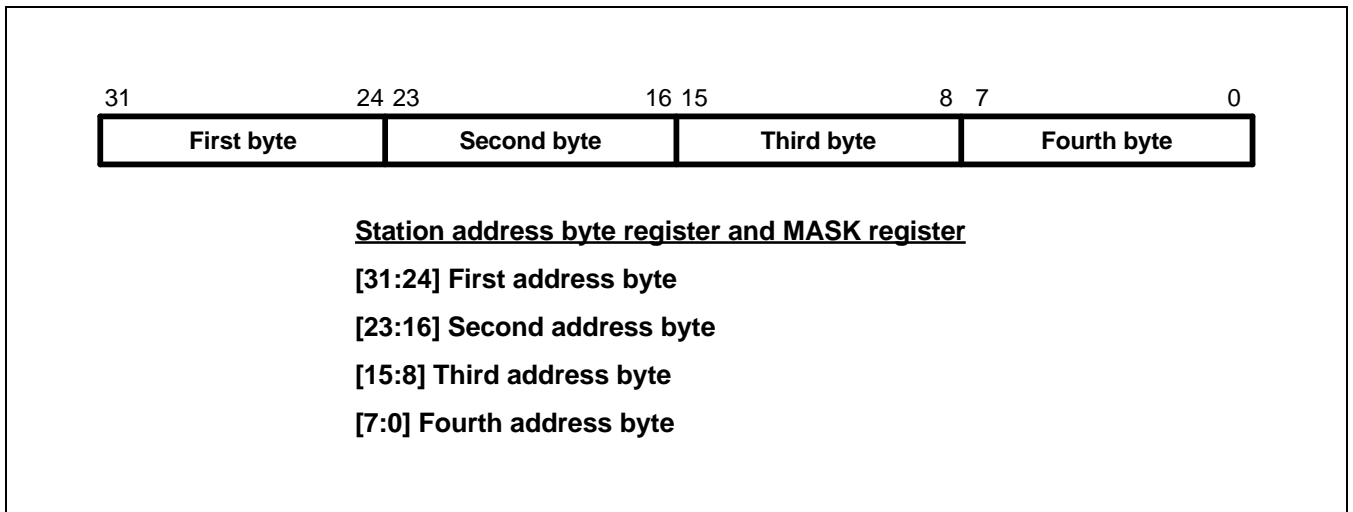 31 24 23 16 15 8 7 0
First byte Second byte Third byte Fourth byte
Station address byte register and MASK register
[31:24] First address byte
[23:16] Second address byte
[15:8] Third address byte
[7:0] Fourth address byte